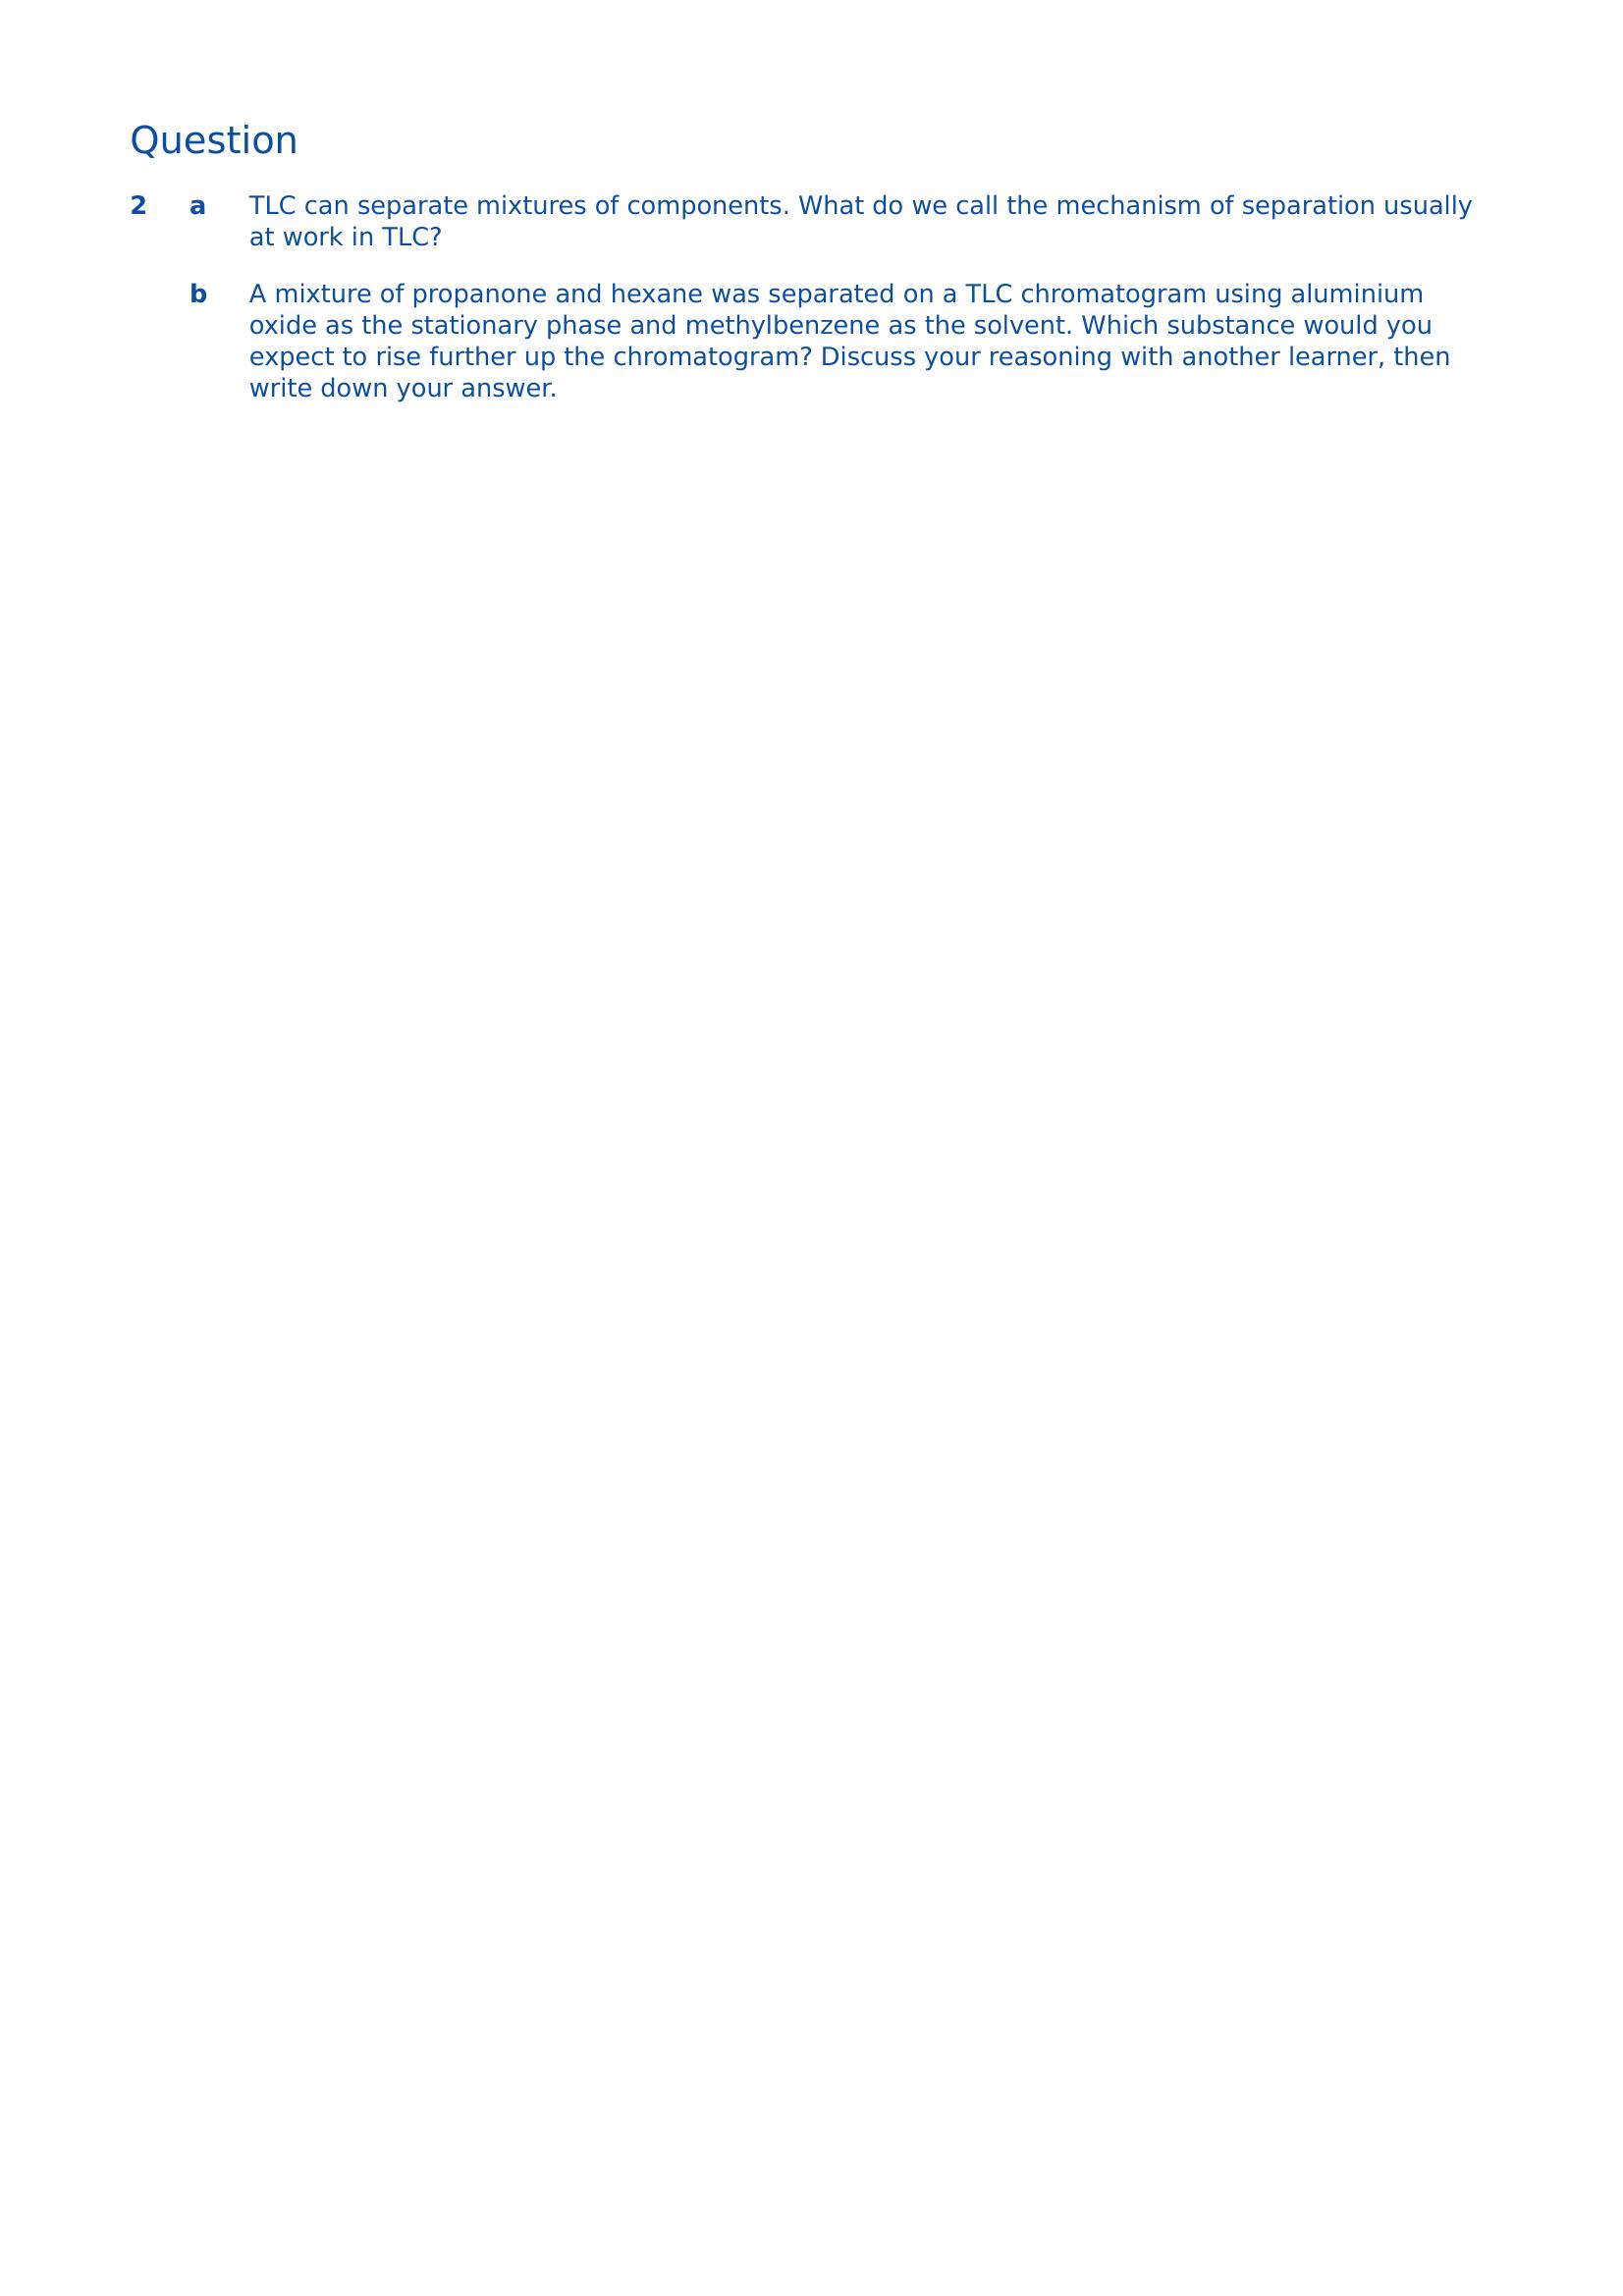 Question
2 a TLC can separate mixtures of components. What do we call the mechanism of separation usually
at work in TLC?
b A mixture of propanone and hexane was separated on a TLC chromatogram using aluminium
oxide as the stationary phase and methylbenzene as the solvent. Which substance would you
expect to rise further up the chromatogram? Discuss your reasoning with another learner, then
write down your answer.